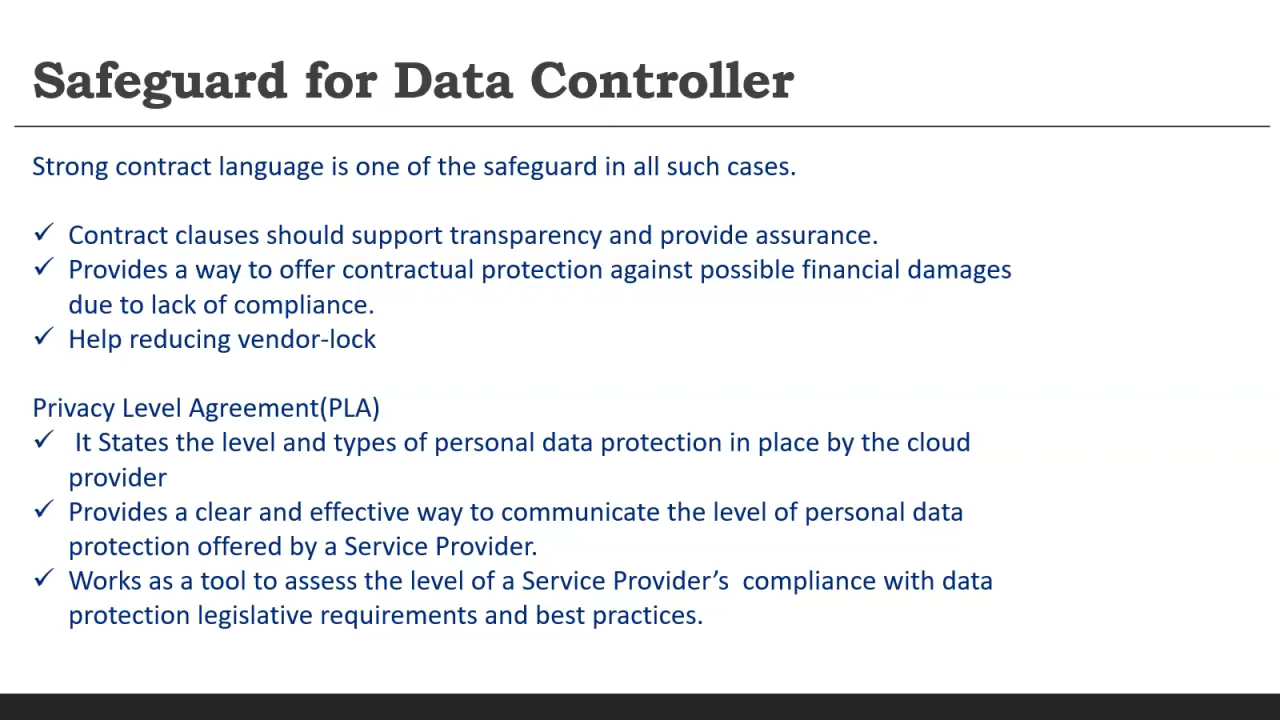 Safeguard for Data Controller
Strong contract language is one of the safeguard in all such cases.
✓ Contract clauses should support transparency and provide assurance.
✓ Provides a way to offer contractual protection against possible financial damages
due to lack of compliance.
✓ Help reducing vendor-lock
Privacy Level Agreement(PLA)
✓ It States the level and types of personal data protection in place by the cloud
provider
✓ Provides a clear and effective way to communicate the level of personal data
protection offered by a Service Provider.
✓ Works as a tool to assess the level of a Service Provider’s  compliance with data
protection legislative requirements and best practices.